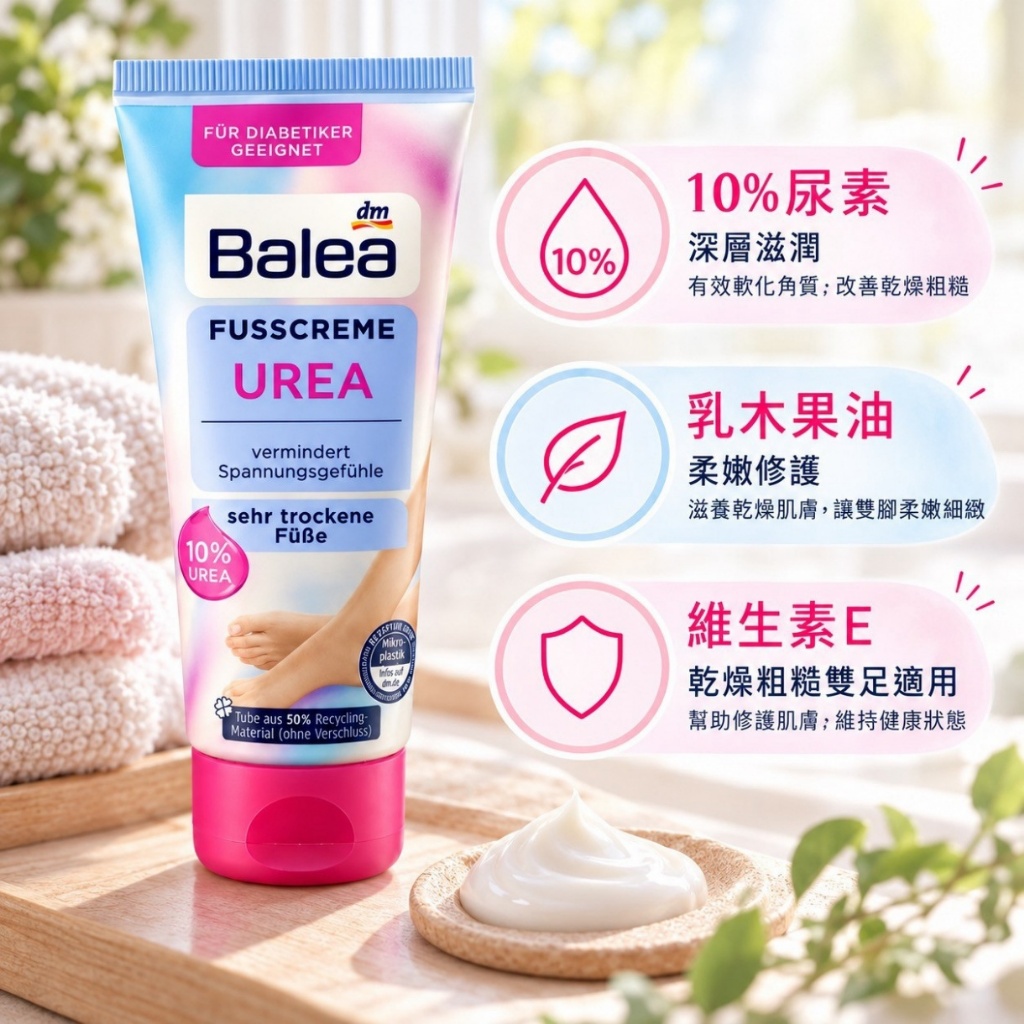 FÜR DIABETIKER
GEEIGNET
dm
Balea
FUSSCREME
UREA
vermindert
Spannungsgefühle
sehr trockene
Füße
10%
UREA
Mikro-
plastik
Infos auf
dm.de
Tube aus 50% Recycling-
Material (ohne Verschluss)
10%
10%尿素
深層滋潤
有效軟化角質; 改善乾燥粗糙
乳木果油
柔嫩修護
滋養乾燥肌膚,讓雙腳柔嫩細緻
維生素E
乾燥粗糙雙足適用
幫助修護肌膚; 維持健康狀態